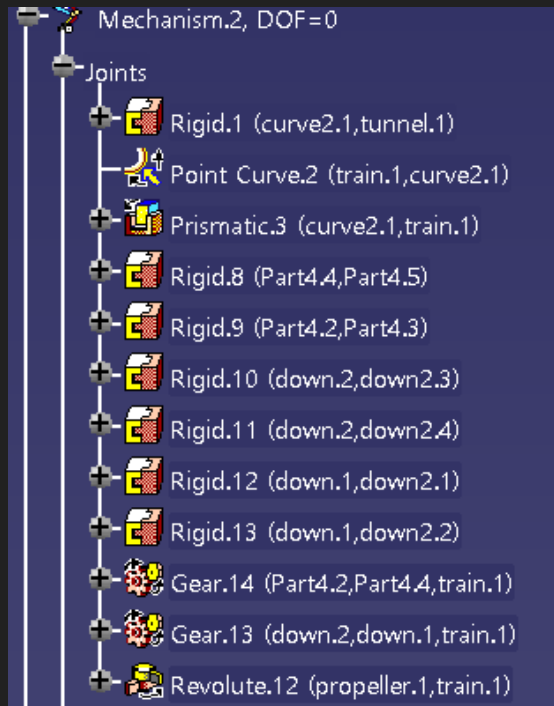 Mechanism.2, DOF=0
Joints
Rigid.1 (curve2.1,tunnel.1)
Point Curve.2 (train.1,curve2.1)
Prismatic.3 (curve2.1,train.1)
Rigid.8 (Part4.4,Part4.5)
Rigid.9 (Part4.2,Part4.3)
Rigid.10 (down.2,down2.3)
Rigid.11 (down.2,down2.4)
Rigid.12 (down.1,down2.1)
Rigid.13 (down.1,down2.2)
Gear.14 (Part4.2,Part4.4,train.1)
Gear.13 (down.2,down.1,train.1)
Revolute.12 (propeller.1,train.1)